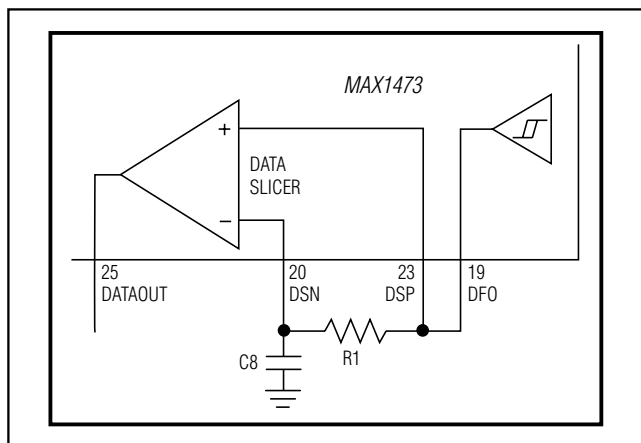 MAX1473
+
DATA
SLICER
−
25
DATAOUT
20
DSN
23
DSP
19
DFO
C8
R1